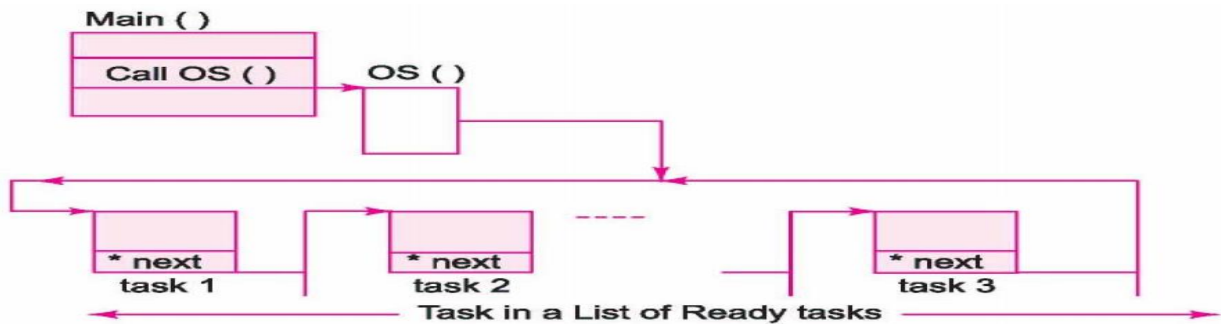 Main ( )
Call OS ( )
OS ( )
* next
* next
* next
task 1
task 2
task 3
Task in a List of Ready tasks